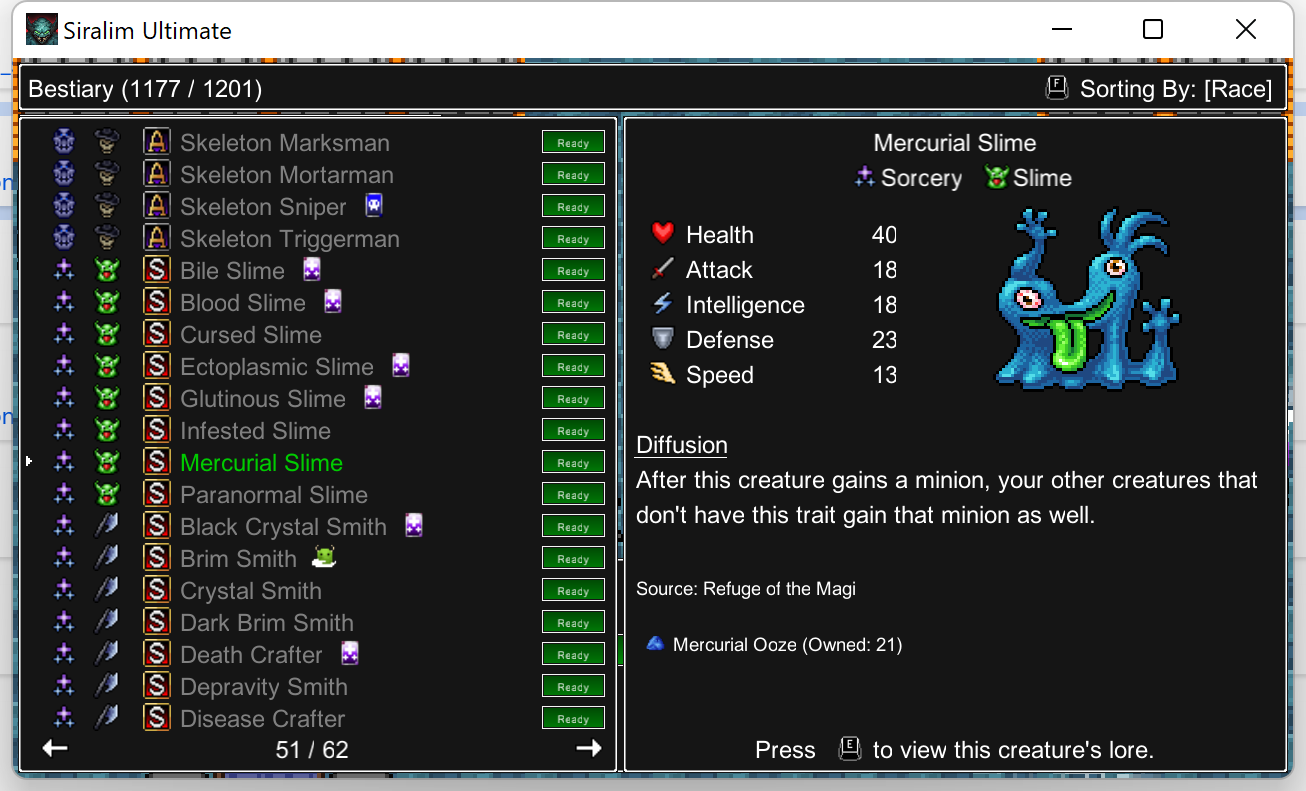 Siralim Ultimate
Bestiary (1177 / 1201)
F Sorting By: [Race]
A Skeleton Marksman Ready
A Skeleton Mortarman Ready
A Skeleton Sniper Ready
A Skeleton Triggerman Ready
S Bile Slime Ready
S Blood Slime Ready
S Cursed Slime Ready
S Ectoplasmic Slime Ready
S Glutinous Slime Ready
S Infested Slime Ready
S Mercurial Slime Ready
S Paranormal Slime Ready
S Black Crystal Smith Ready
S Brim Smith Ready
S Crystal Smith Ready
S Dark Brim Smith Ready
S Death Crafter Ready
S Depravity Smith Ready
S Disease Crafter Ready
51 / 62
Mercurial Slime
Sorcery Slime
Health 40
Attack 18
Intelligence 18
Defense 23
Speed 13
Diffusion
After this creature gains a minion, your other creatures that
don't have this trait gain that minion as well.
Source: Refuge of the Magi
Mercurial Ooze (Owned: 21)
Press E to view this creature's lore.